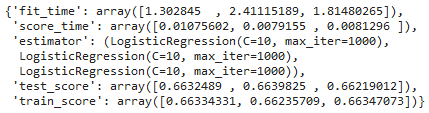 {'fit_time': array([1.302845  , 2.41115189, 1.81480265]),
'score_time': array([0.01075602, 0.0079155 , 0.0081296 ]),
'estimator': (LogisticRegression(C=10, max_iter=1000),
LogisticRegression(C=10, max_iter=1000),
LogisticRegression(C=10, max_iter=1000)),
'test_score': array([0.6632489 , 0.6639825 , 0.66219012]),
'train_score': array([0.66334331, 0.66235709, 0.66347073])}